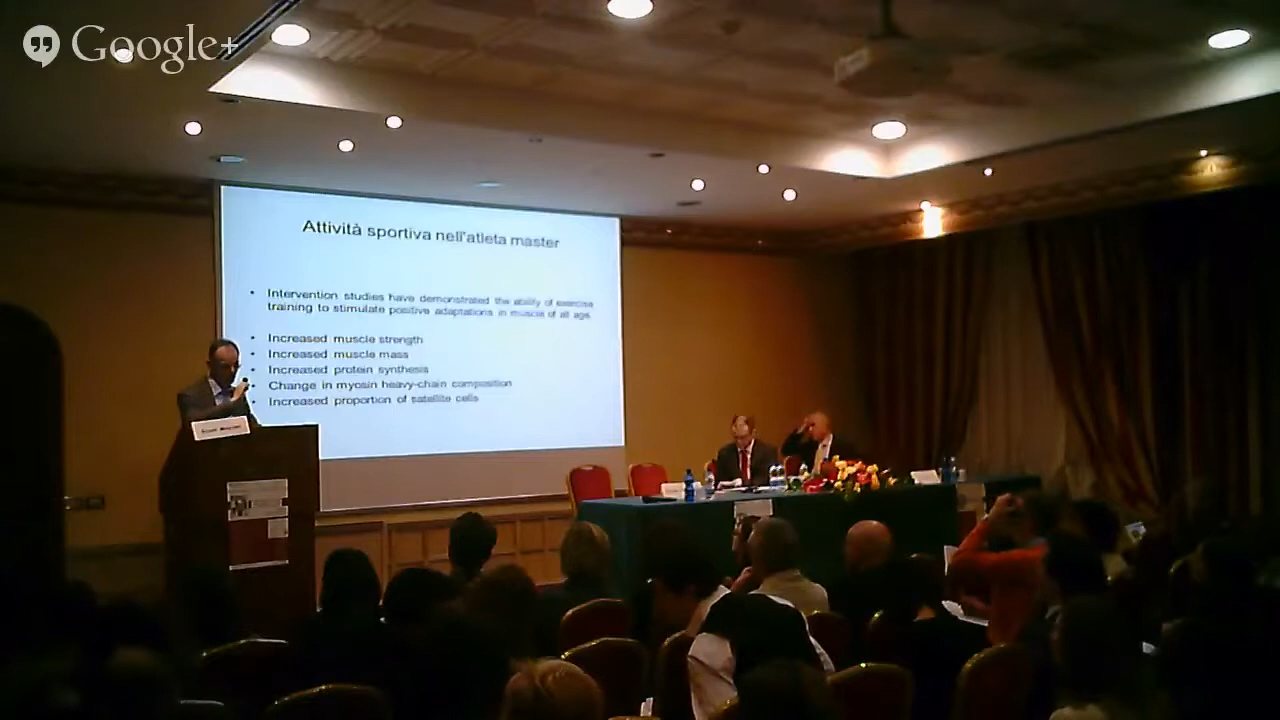 Google+
Attività sportiva nell'atleta master
• Intervention studies have demonstrated the ability of exercise
training to stimulate positive adaptations in muscle of all age.
• Increased muscle strength
• Increased muscle mass
• Increased protein synthesis
• Change in myosin heavy-chain composition
• Increased proportion of satellite cells